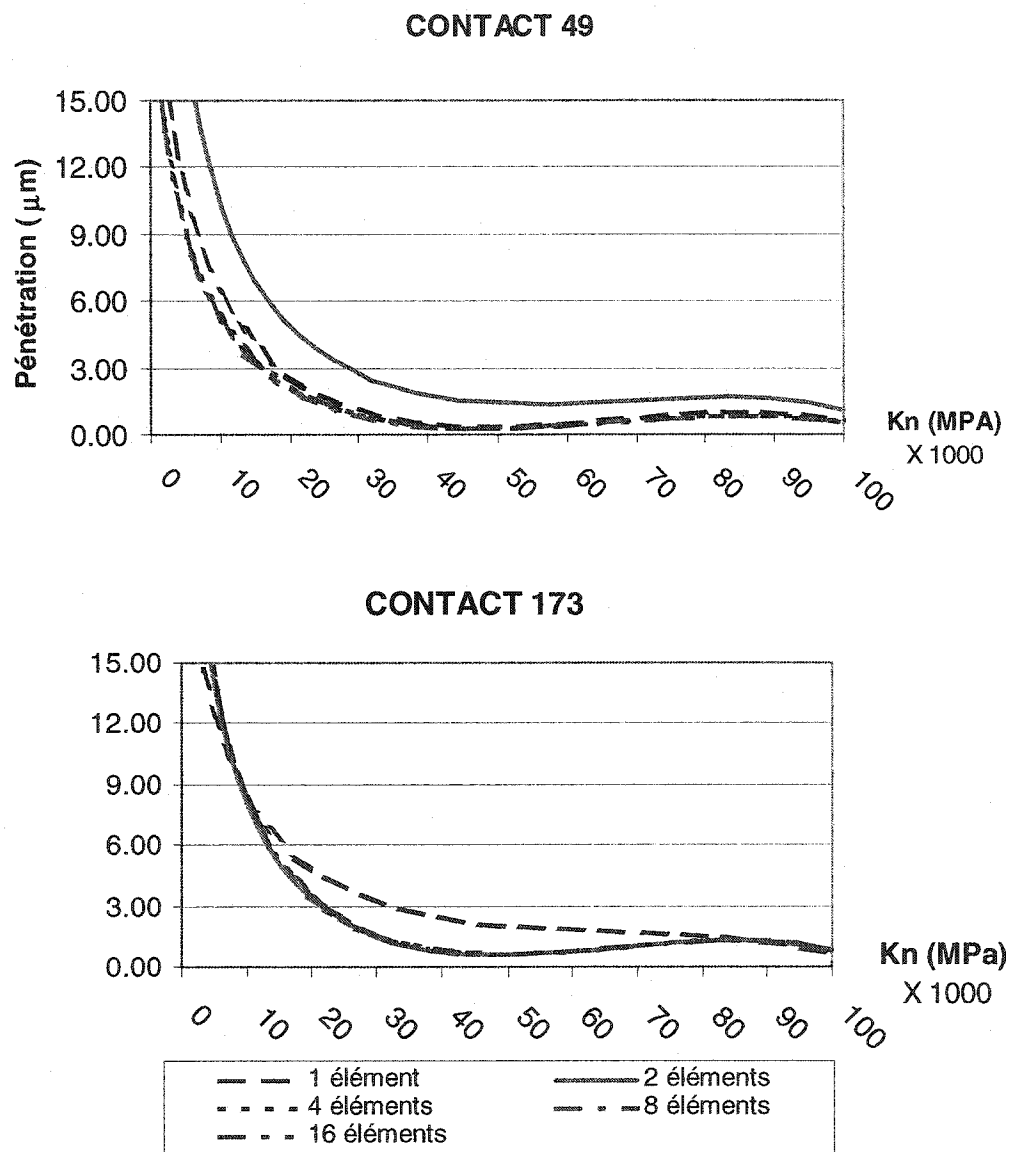 CONTACT 49
15.00
12.00
9.00
6.00
3.00
0.00
Pénétration ( μm)
Kn (MPA)
X 1000
0 10 20 30 40 50 60 70 80 90 100
CONTACT 173
15.00
12.00
9.00
6.00
3.00
0.00
Kn (MPa)
X 1000
0 10 20 30 40 50 60 70 80 90 100
1 élément 2 éléments
4 éléments 8 éléments
16 éléments